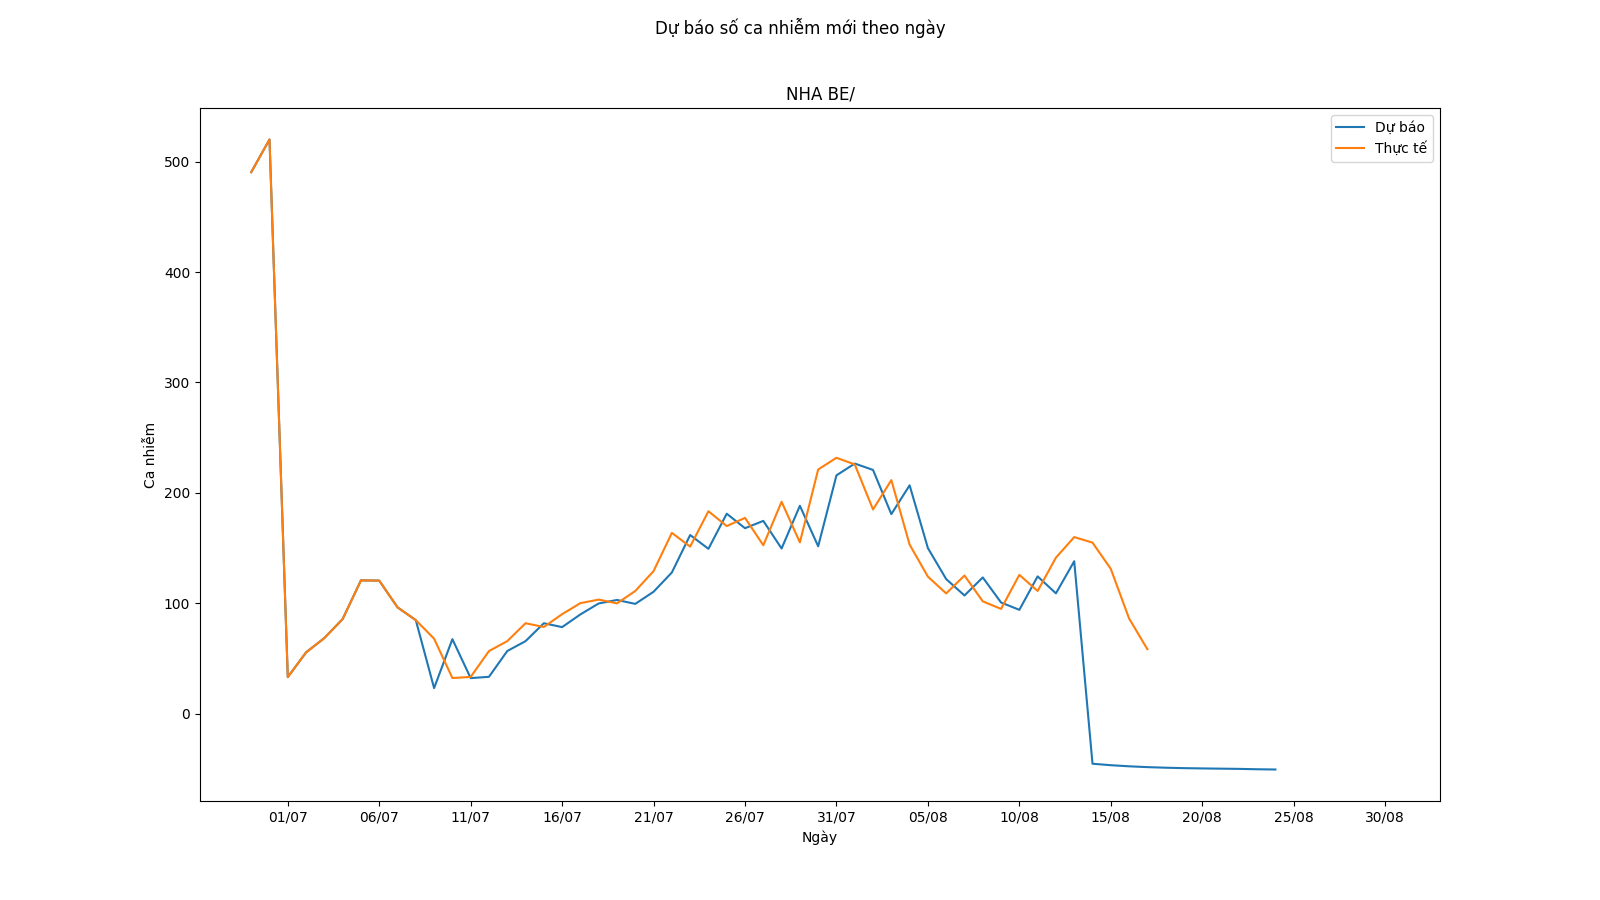 Dự báo số ca nhiễm mới theo ngày
NHA BE/
Dự báo
Thực tế
500
400
300
200
100
0
Ca nhiễm
01/07 06/07 11/07 16/07 21/07 26/07 31/07 05/08 10/08 15/08 20/08 25/08 30/08
Ngày